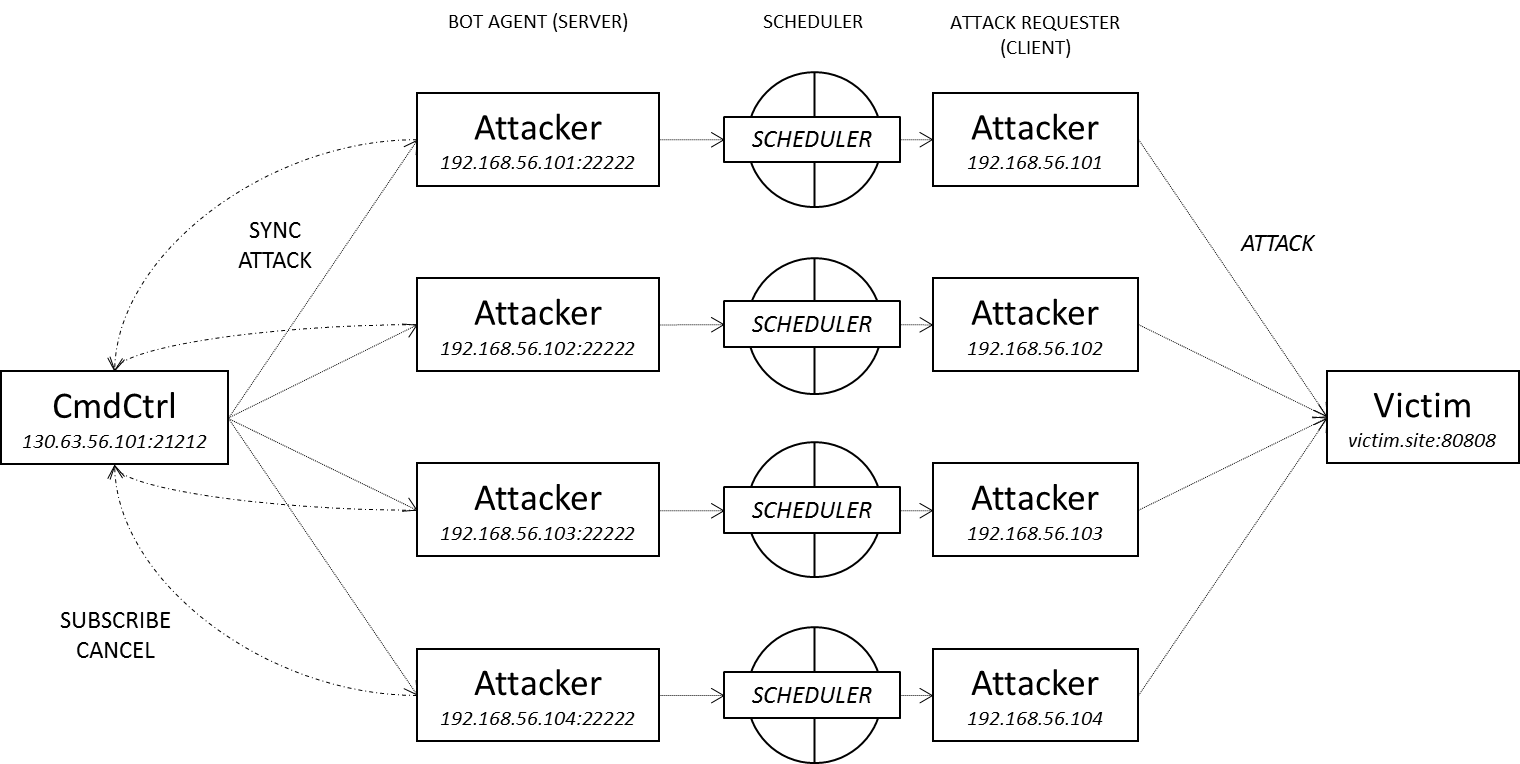 BOT AGENT (SERVER)
SCHEDULER
ATTACK REQUESTER
(CLIENT)
Attacker
192.168.56.101:22222
SCHEDULER
Attacker
192.168.56.101
SYNC
ATTACK
ATTACK
Attacker
192.168.56.102:22222
SCHEDULER
Attacker
192.168.56.102
CmdCtrl
130.63.56.101:21212
Victim
victim.site:80808
Attacker
192.168.56.103:22222
SCHEDULER
Attacker
192.168.56.103
SUBSCRIBE
CANCEL
Attacker
192.168.56.104:22222
SCHEDULER
Attacker
192.168.56.104